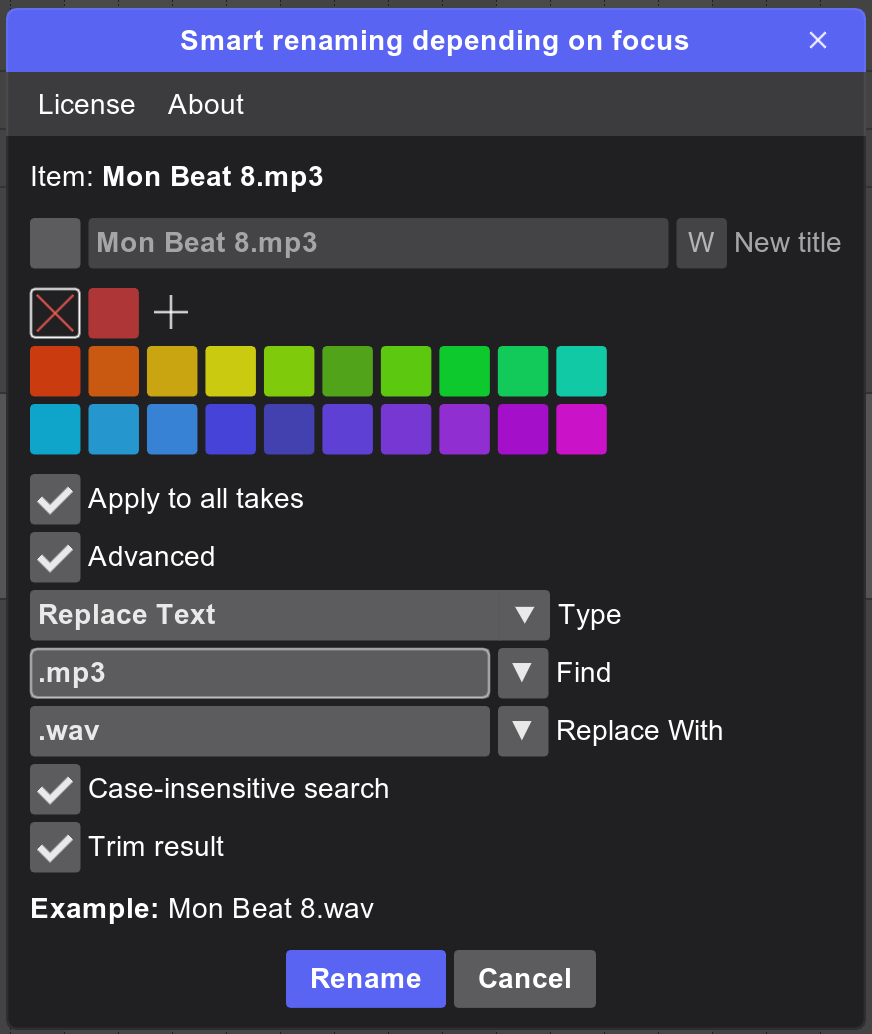 Smart renaming depending on focus
License About
Item: Mon Beat 8.mp3
Mon Beat 8.mp3 W New title
Apply to all takes
Advanced
Replace Text Type
.mp3 Find
.wav Replace With
Case-insensitive search
Trim result
Example: Mon Beat 8.wav
Rename Cancel